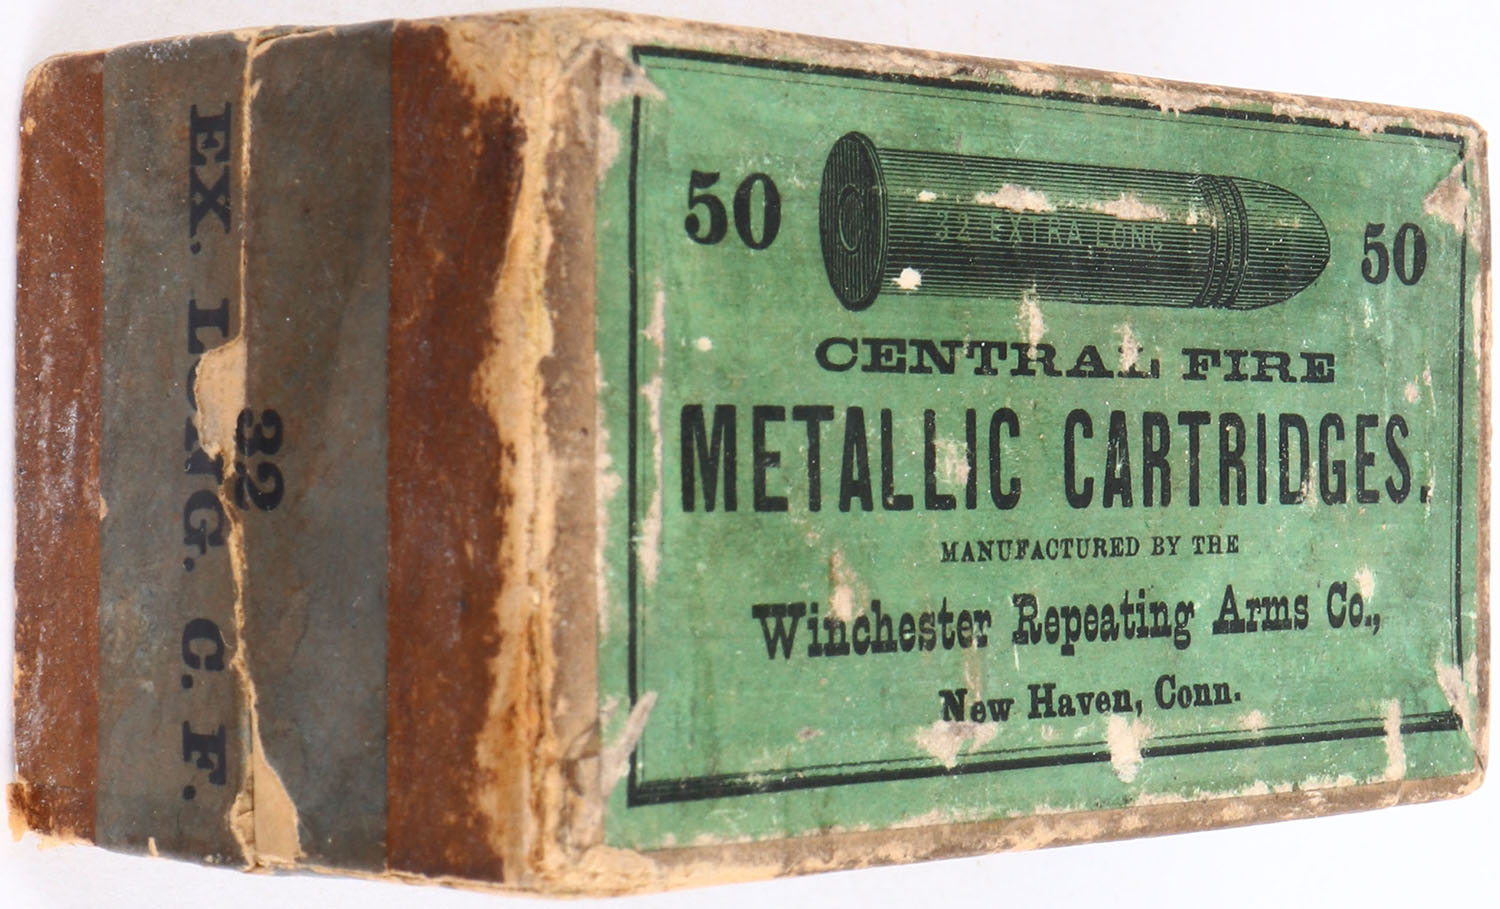 50
32 EXTRA LONG
50
CENTRAL FIRE
METALLIC CARTRIDGES.
MANUFACTURED BY THE
Winchester Repeating Arms Co.,
New Haven, Conn.
32
EX. LONG. C. F.